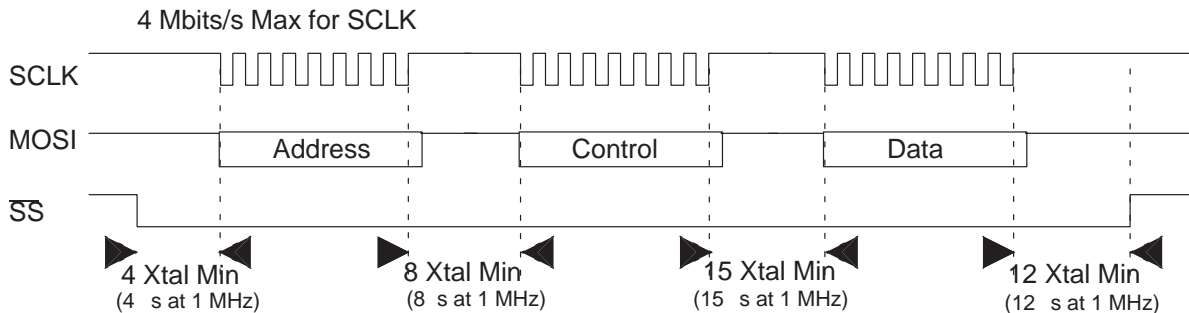 4 Mbits/s Max for SCLK
SCLK
MOSI
Address
Control
Data
SS
4 Xtal Min
(4 s at 1 MHz)
8 Xtal Min
(8 s at 1 MHz)
15 Xtal Min
(15 s at 1 MHz)
12 Xtal Min
(12 s at 1 MHz)